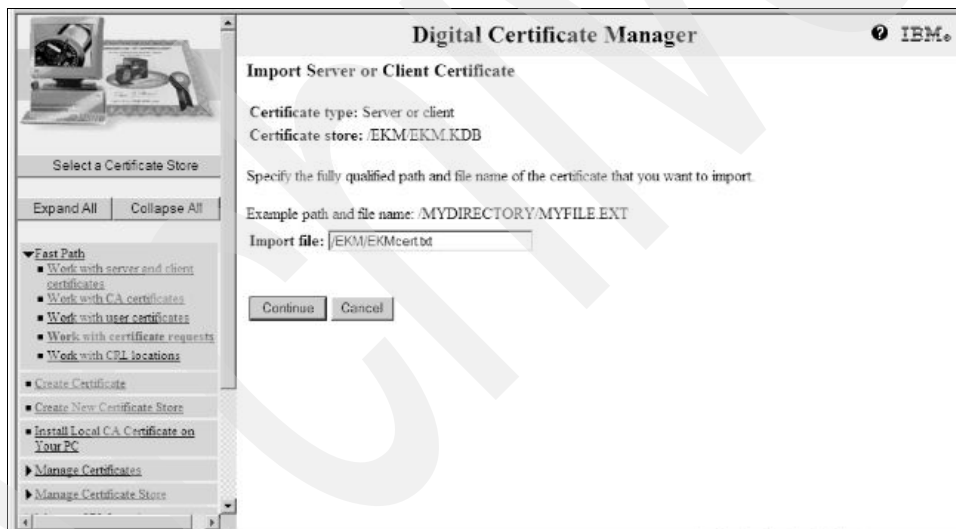 Digital Certificate Manager
IBM
Import Server or Client Certificate
Certificate type: Server or client
Certificate store: /EKM/EKM.KDB
Specify the fully qualified path and file name of the certificate that you want to import.
Example path and file name: /MYDIRECTORY/MYFILE.EXT
Import file: /EKM/EKMcert.txt
Continue
Cancel
Select a Certificate Store
Expand All
Collapse All
Fast Path
Work with server and client
certificates
Work with CA certificates
Work with user certificates
Work with certificate requests
Work with CRL locations
Create Certificate
Create New Certificate Store
Install Local CA Certificate on
Your PC
Manage Certificates
Manage Certificate Store